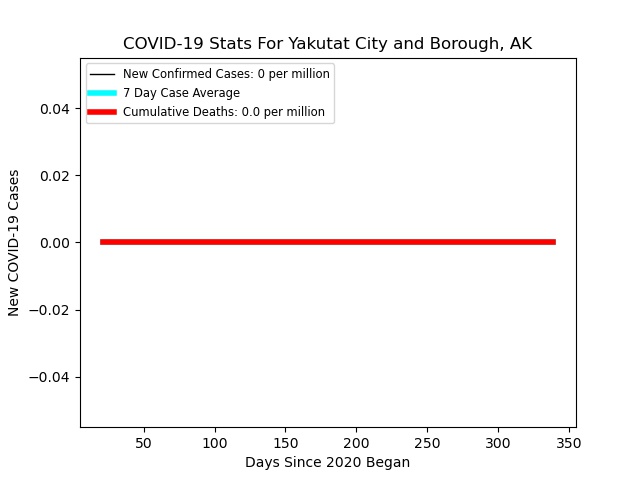 COVID-19 Stats For Yakutat City and Borough, AK
New Confirmed Cases: 0 per million
7 Day Case Average
Cumulative Deaths: 0.0 per million
New COVID-19 Cases
0.04
0.02
0.00
−0.02
−0.04
50 100 150 200 250 300 350
Days Since 2020 Began